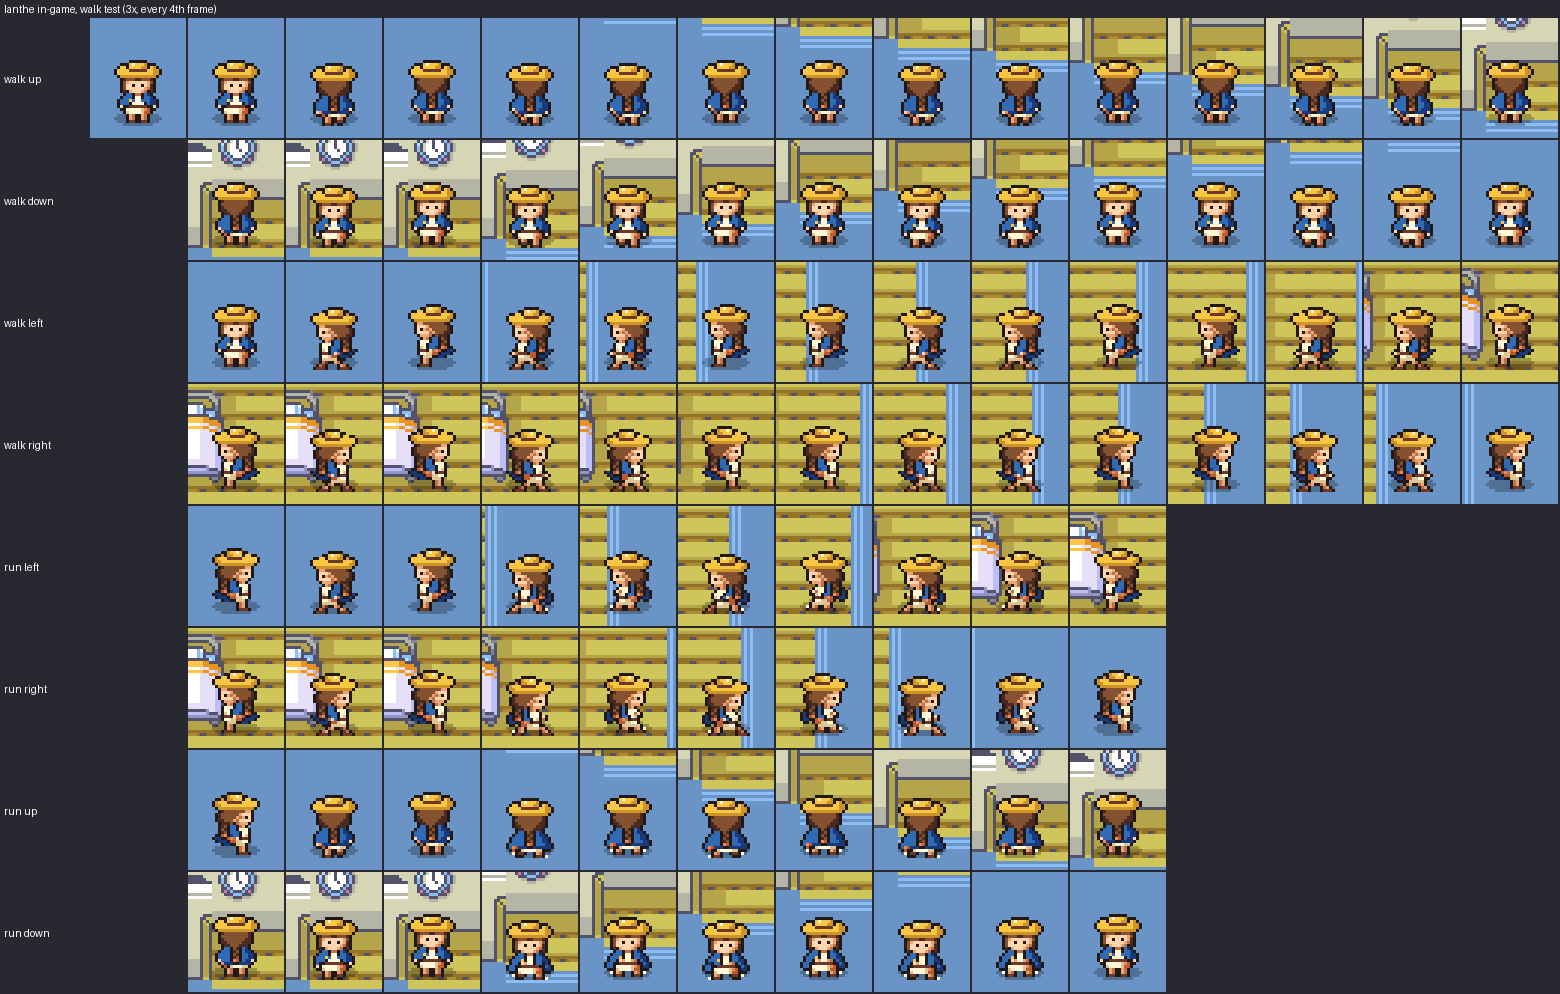 Ianthe in-game, walk test (3x, every 4th frame)
walk up
walk down
walk left
walk right
run left
run right
run up
run down